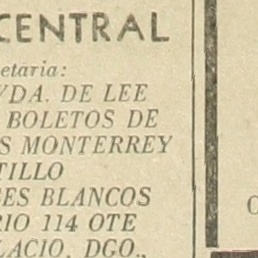 CENTRAL
etaria:
VDA. DE LEE
BOLETOS DE
S MONTERREY
TILLO
ES BLANCOS
RIO 114 OTE
LACIO, DGO.,